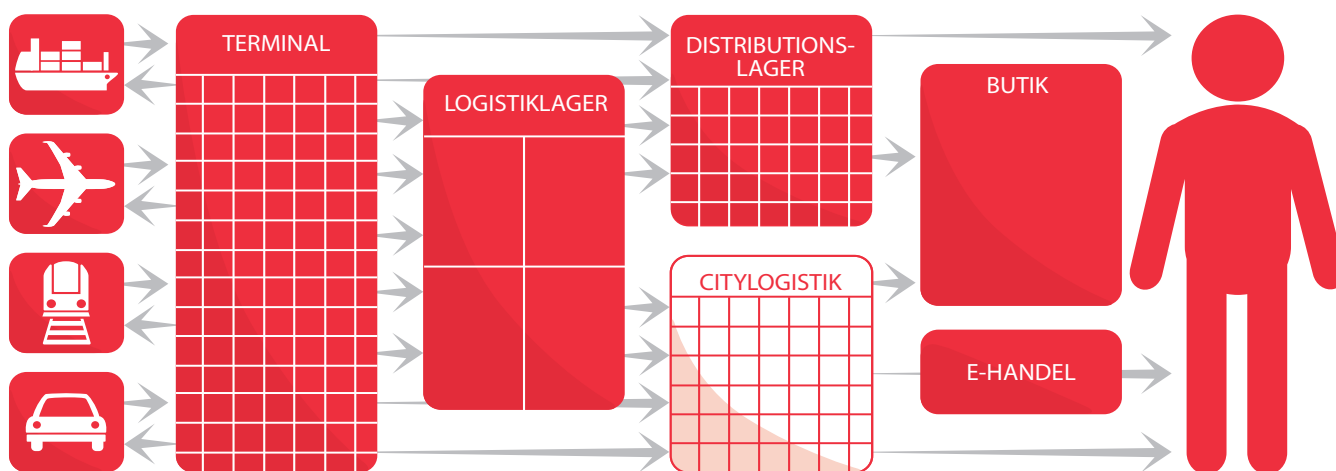 TERMINAL
LOGISTIKLAGER
DISTRIBUTIONS-
LAGER
CITYLOGISTIK
BUTIK
E-HANDEL